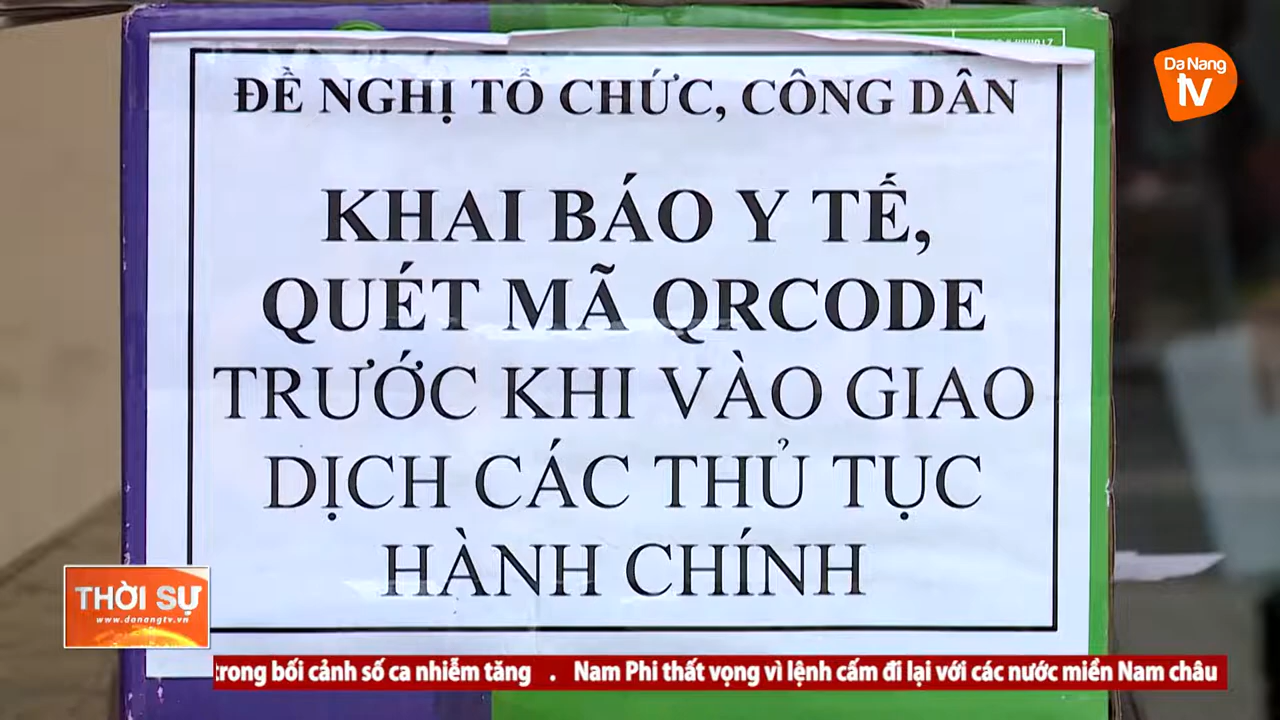 Da Nang
tv
ĐỀ NGHỊ TỔ CHỨC, CÔNG DÂN
KHAI BÁO Y TẾ,
QUÉT MÃ QRCODE
TRƯỚC KHI VÀO GIAO
DỊCH CÁC THỦ TỤC
HÀNH CHÍNH
THỜI SỰ
www.danangtv.vn
trong bối cảnh số ca nhiễm tăng . Nam Phi thất vọng vì lệnh cấm đi lại với các nước miền Nam châu